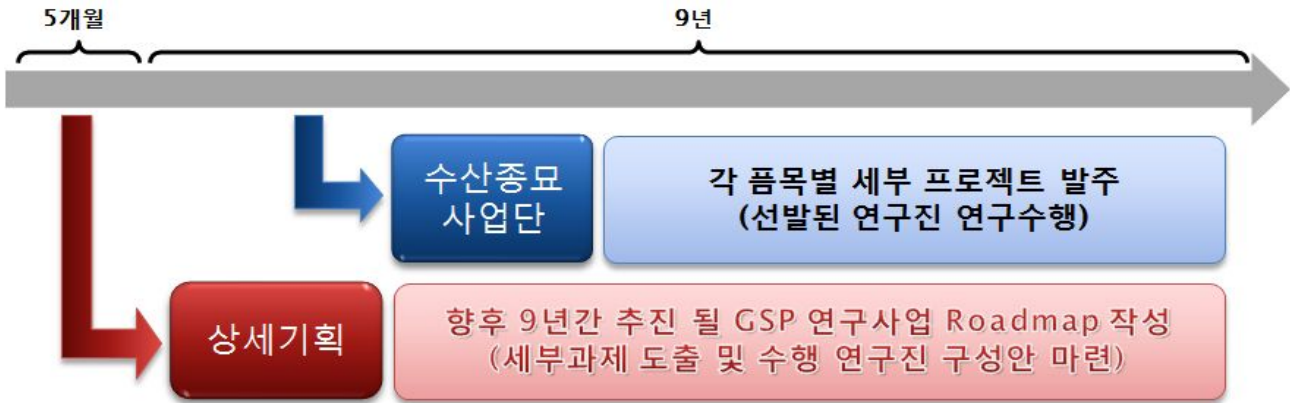 5개월
9년
수산종묘
사업단
각 품목별 세부 프로젝트 발주
(선발된 연구진 연구수행)
상세기획
향후 9년간 추진 될 GSP 연구사업 Roadmap 작성
(세부과제 도출 및 수행 연구진 구성안 마련)